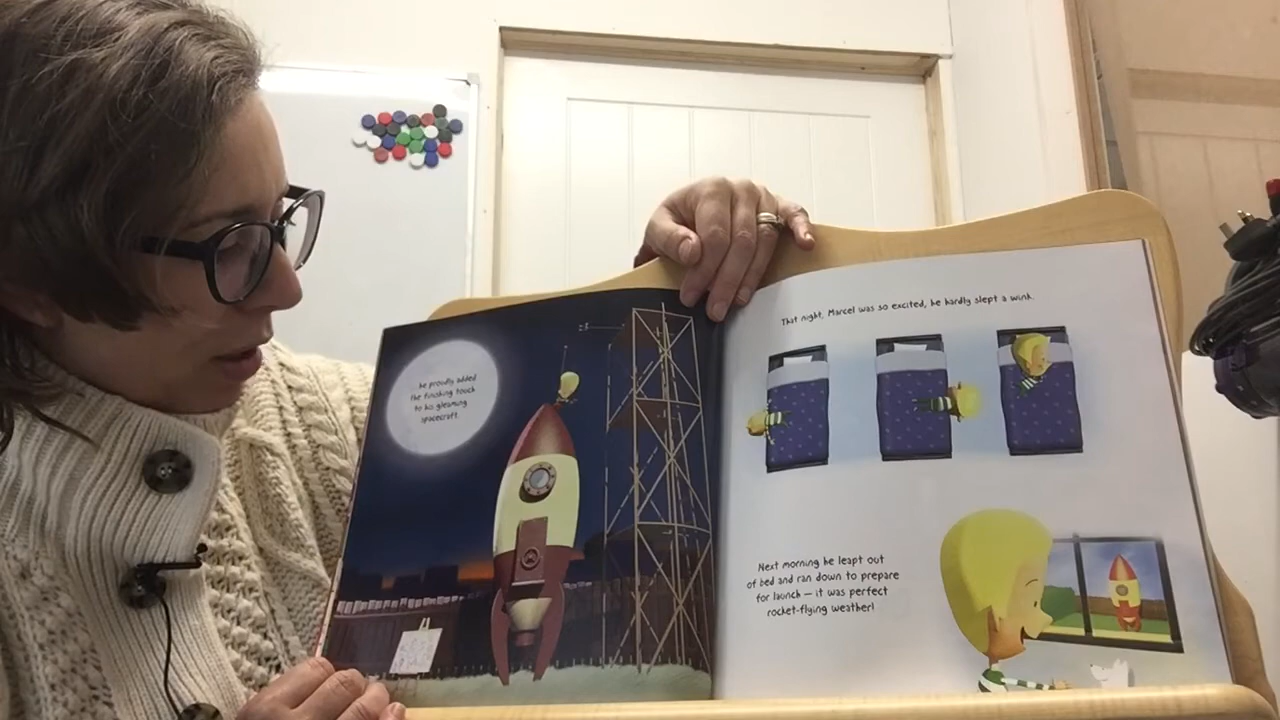 ... he proudly added
the finishing touch
to his gleaming
spacecraft.
That night, Marcel was so excited, he hardly slept a wink.
Next morning he leapt out
of bed and ran down to prepare
for launch – it was perfect
rocket-flying weather!